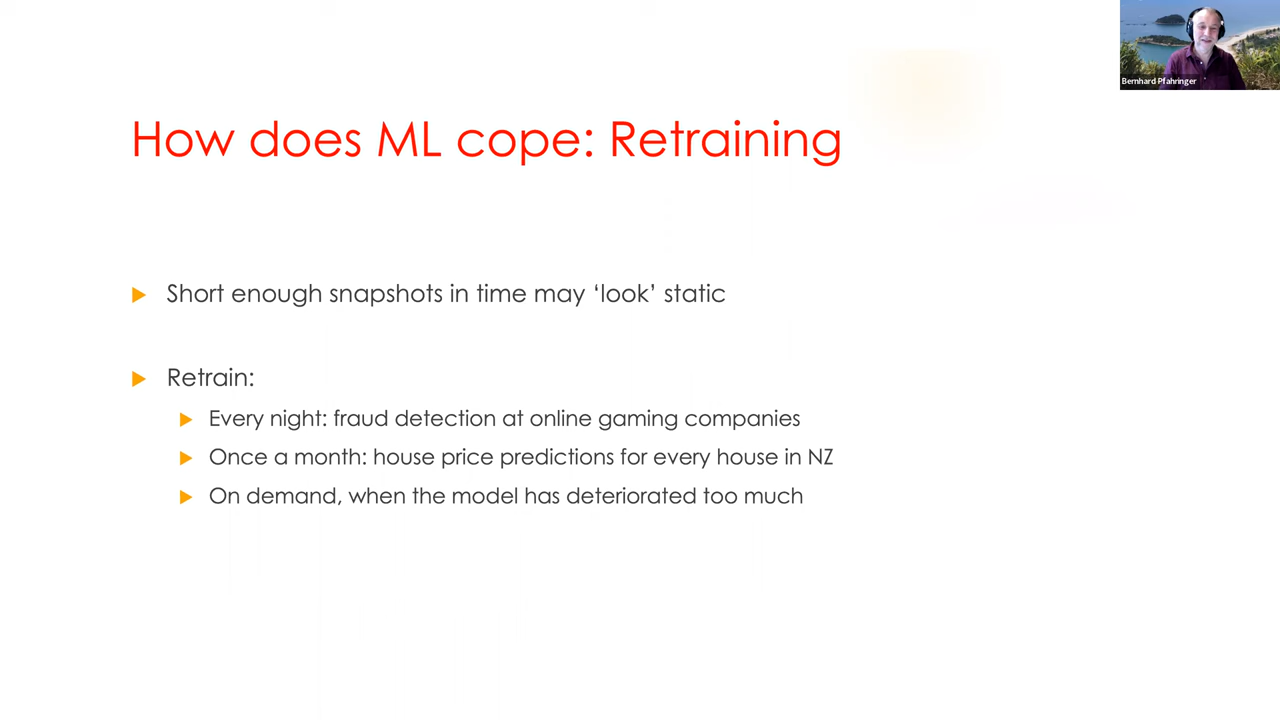 Bernhard Pfahringer
How does ML cope: Retraining
Short enough snapshots in time may ‘look’ static
Retrain:
Every night: fraud detection at online gaming companies
Once a month: house price predictions for every house in NZ
On demand, when the model has deteriorated too much